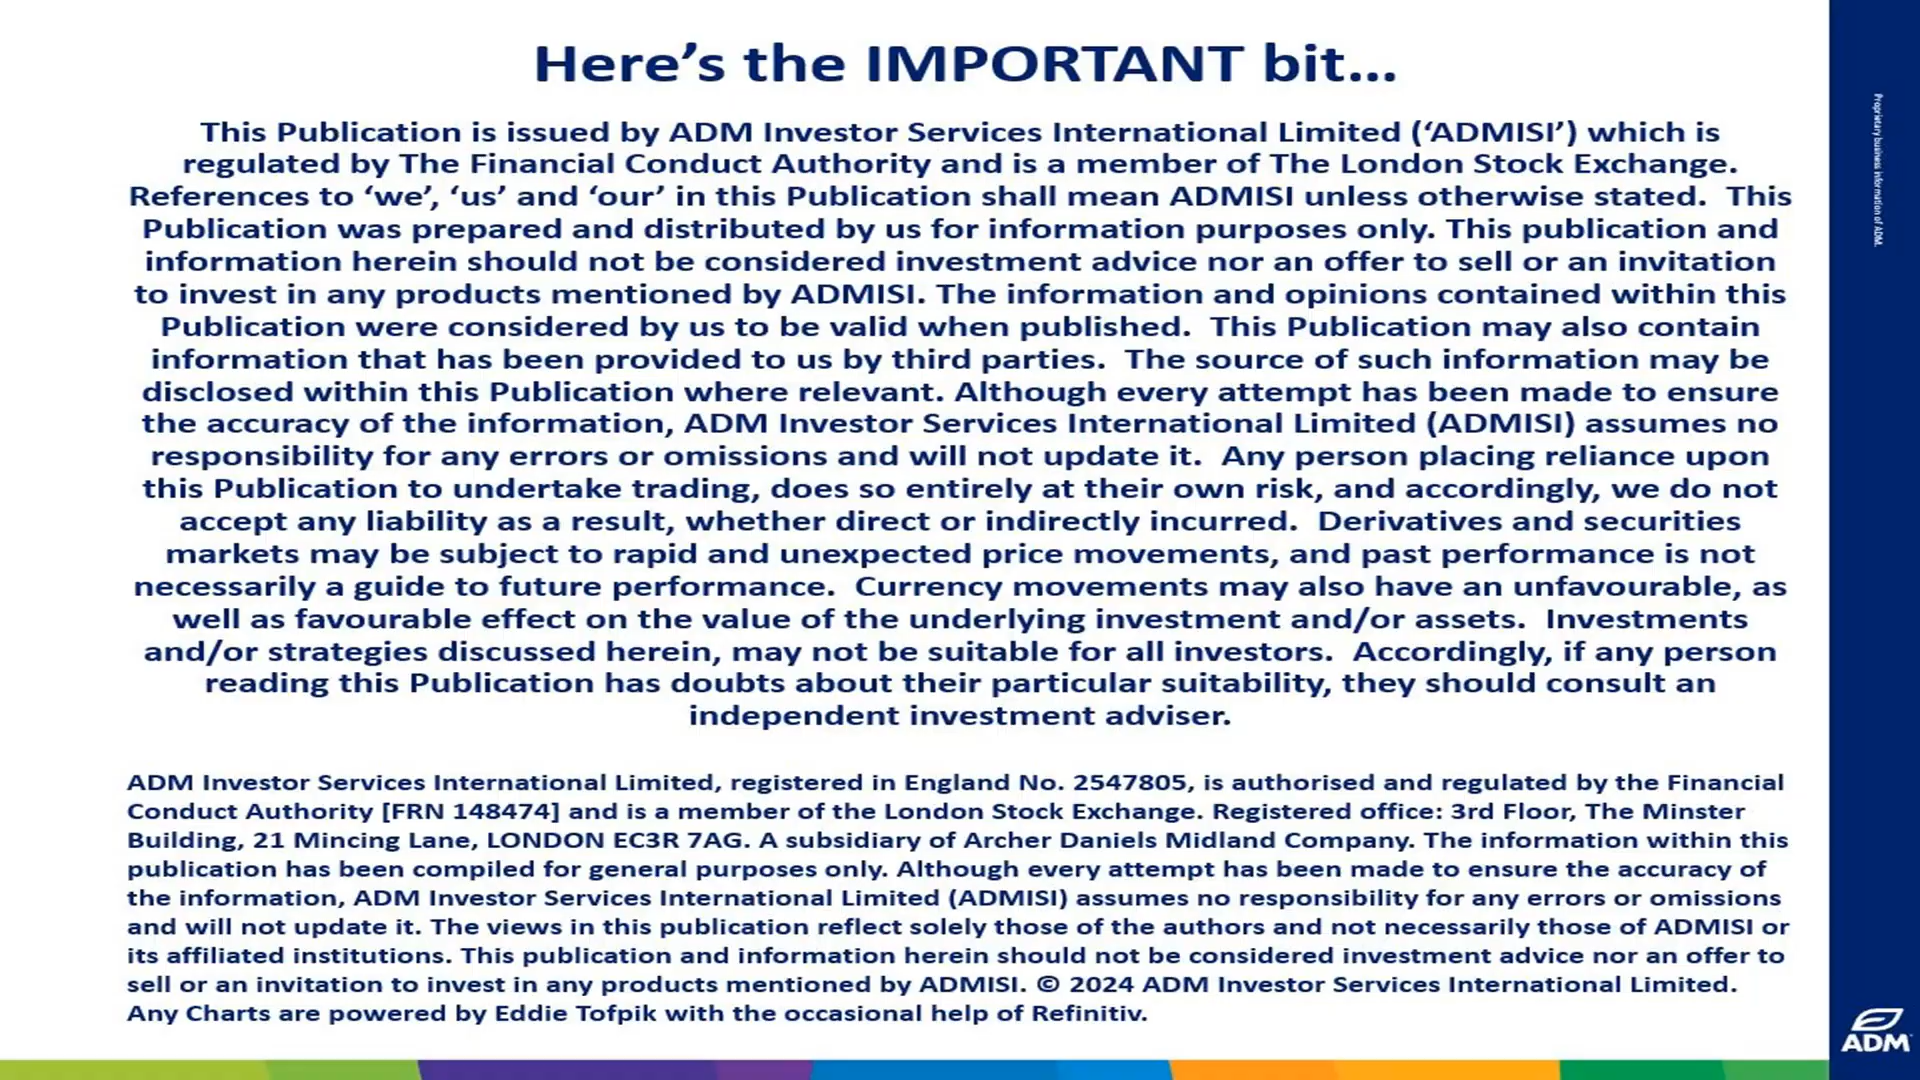 Here’s the IMPORTANT bit...
This Publication is issued by ADM Investor Services International Limited (‘ADMISI’) which is
regulated by The Financial Conduct Authority and is a member of The London Stock Exchange.
References to ‘we’, ‘us’ and ‘our’ in this Publication shall mean ADMISI unless otherwise stated.  This
Publication was prepared and distributed by us for information purposes only. This publication and
information herein should not be considered investment advice nor an offer to sell or an invitation
to invest in any products mentioned by ADMISI. The information and opinions contained within this
Publication were considered by us to be valid when published.  This Publication may also contain
information that has been provided to us by third parties.  The source of such information may be
disclosed within this Publication where relevant. Although every attempt has been made to ensure
the accuracy of the information, ADM Investor Services International Limited (ADMISI) assumes no
responsibility for any errors or omissions and will not update it.  Any person placing reliance upon
this Publication to undertake trading, does so entirely at their own risk, and accordingly, we do not
accept any liability as a result, whether direct or indirectly incurred.  Derivatives and securities
markets may be subject to rapid and unexpected price movements, and past performance is not
necessarily a guide to future performance.  Currency movements may also have an unfavourable, as
well as favourable effect on the value of the underlying investment and/or assets.  Investments
and/or strategies discussed herein, may not be suitable for all investors.  Accordingly, if any person
reading this Publication has doubts about their particular suitability, they should consult an
independent investment adviser.
ADM Investor Services International Limited, registered in England No. 2547805, is authorised and regulated by the Financial
Conduct Authority [FRN 148474] and is a member of the London Stock Exchange. Registered office: 3rd Floor, The Minster
Building, 21 Mincing Lane, LONDON EC3R 7AG. A subsidiary of Archer Daniels Midland Company. The information within this
publication has been compiled for general purposes only. Although every attempt has been made to ensure the accuracy of
the information, ADM Investor Services International Limited (ADMISI) assumes no responsibility for any errors or omissions
and will not update it. The views in this publication reflect solely those of the authors and not necessarily those of ADMISI or
its affiliated institutions. This publication and information herein should not be considered investment advice nor an offer to
sell or an invitation to invest in any products mentioned by ADMISI. © 2024 ADM Investor Services International Limited.
Any Charts are powered by Eddie Tofpik with the occasional help of Refinitiv.
Proprietary business information of ADM.
ADM